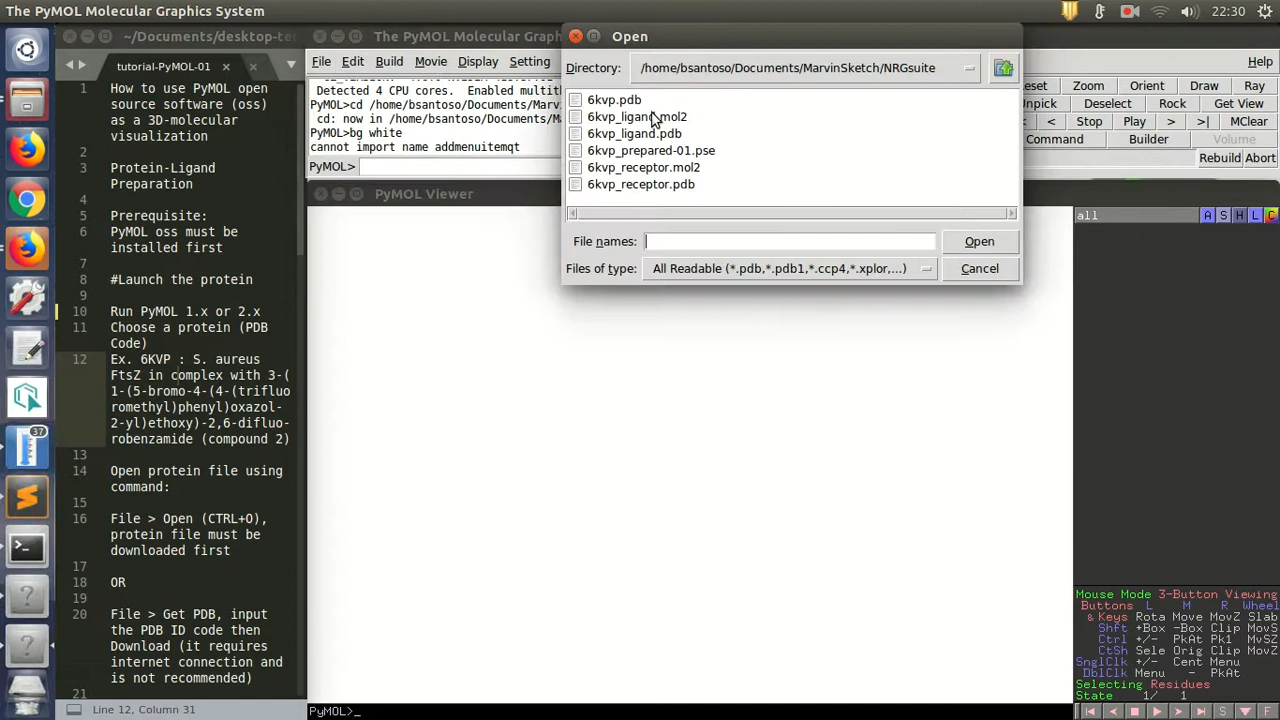 The PyMOL Molecular Graphics System
22:30
~/Documents/desktop-te
tutorial-PyMOL-01
1 How to use PyMOL open
source software (oss)
as a 3D-molecular
visualization
2
3 Protein-Ligand
Preparation
4
5 Prerequisite:
6 PyMOL oss must be
installed first
7
8 #Launch the protein
9
10 Run PyMOL 1.x or 2.x
11 Choose a protein (PDB
Code)
12 Ex. 6KVP : S. aureus
FtsZ in complex with 3-(
1-(5-bromo-4-(4-(trifluo
romethyl)phenyl)oxazol-
2-yl)ethoxy)-2,6-difluo-
robenzamide (compound 2)
13
14 Open protein file using
command:
15
16 File > Open (CTRL+O),
protein file must be
downloaded first
17
18 OR
19
20 File > Get PDB, input
the PDB ID code then
Download (it requires
internet connection and
is not recommended)
21
Line 12, Column 31
37
The PyMOL Molecular Graph
File Edit Build Movie Display Setting
Help
Detected 4 CPU cores. Enabled multith
PyMOL>cd /home/bsantoso/Documents/Marv
cd: now in /home/bsantoso/Documents/M
PyMOL>bg white
cannot import name addmenuitemqt
PyMOL>
Reset Zoom Orient Draw Ray
Unpick Deselect Rock Get View
|< < Stop Play > >| MClear
Builder Volume
Rebuild Abort
Open
Directory: /home/bsantoso/Documents/MarvinSketch/NRGsuite
6kvp.pdb
6kvp_ligand.mol2
6kvp_ligand.pdb
6kvp_prepared-01.pse
6kvp_receptor.mol2
6kvp_receptor.pdb
File names: Open
Files of type: All Readable (*.pdb,*.pdb1,*.ccp4,*.xplor,...) Cancel
PyMOL Viewer
all A S H L C
Mouse Mode 3-Button Viewing
Buttons L M R Wheel
& Keys Rota Move MovZ Slab
Shft +Box -Box Clip MovS
Ctrl +/- PkAt Pk1 MvSZ
CtSh Sele Orig Clip MovZ
SnglClk +/- Cent Menu
DblClk Menu - PkAt
Selecting Residues
State 1/ 1
S F
PyMOL>_